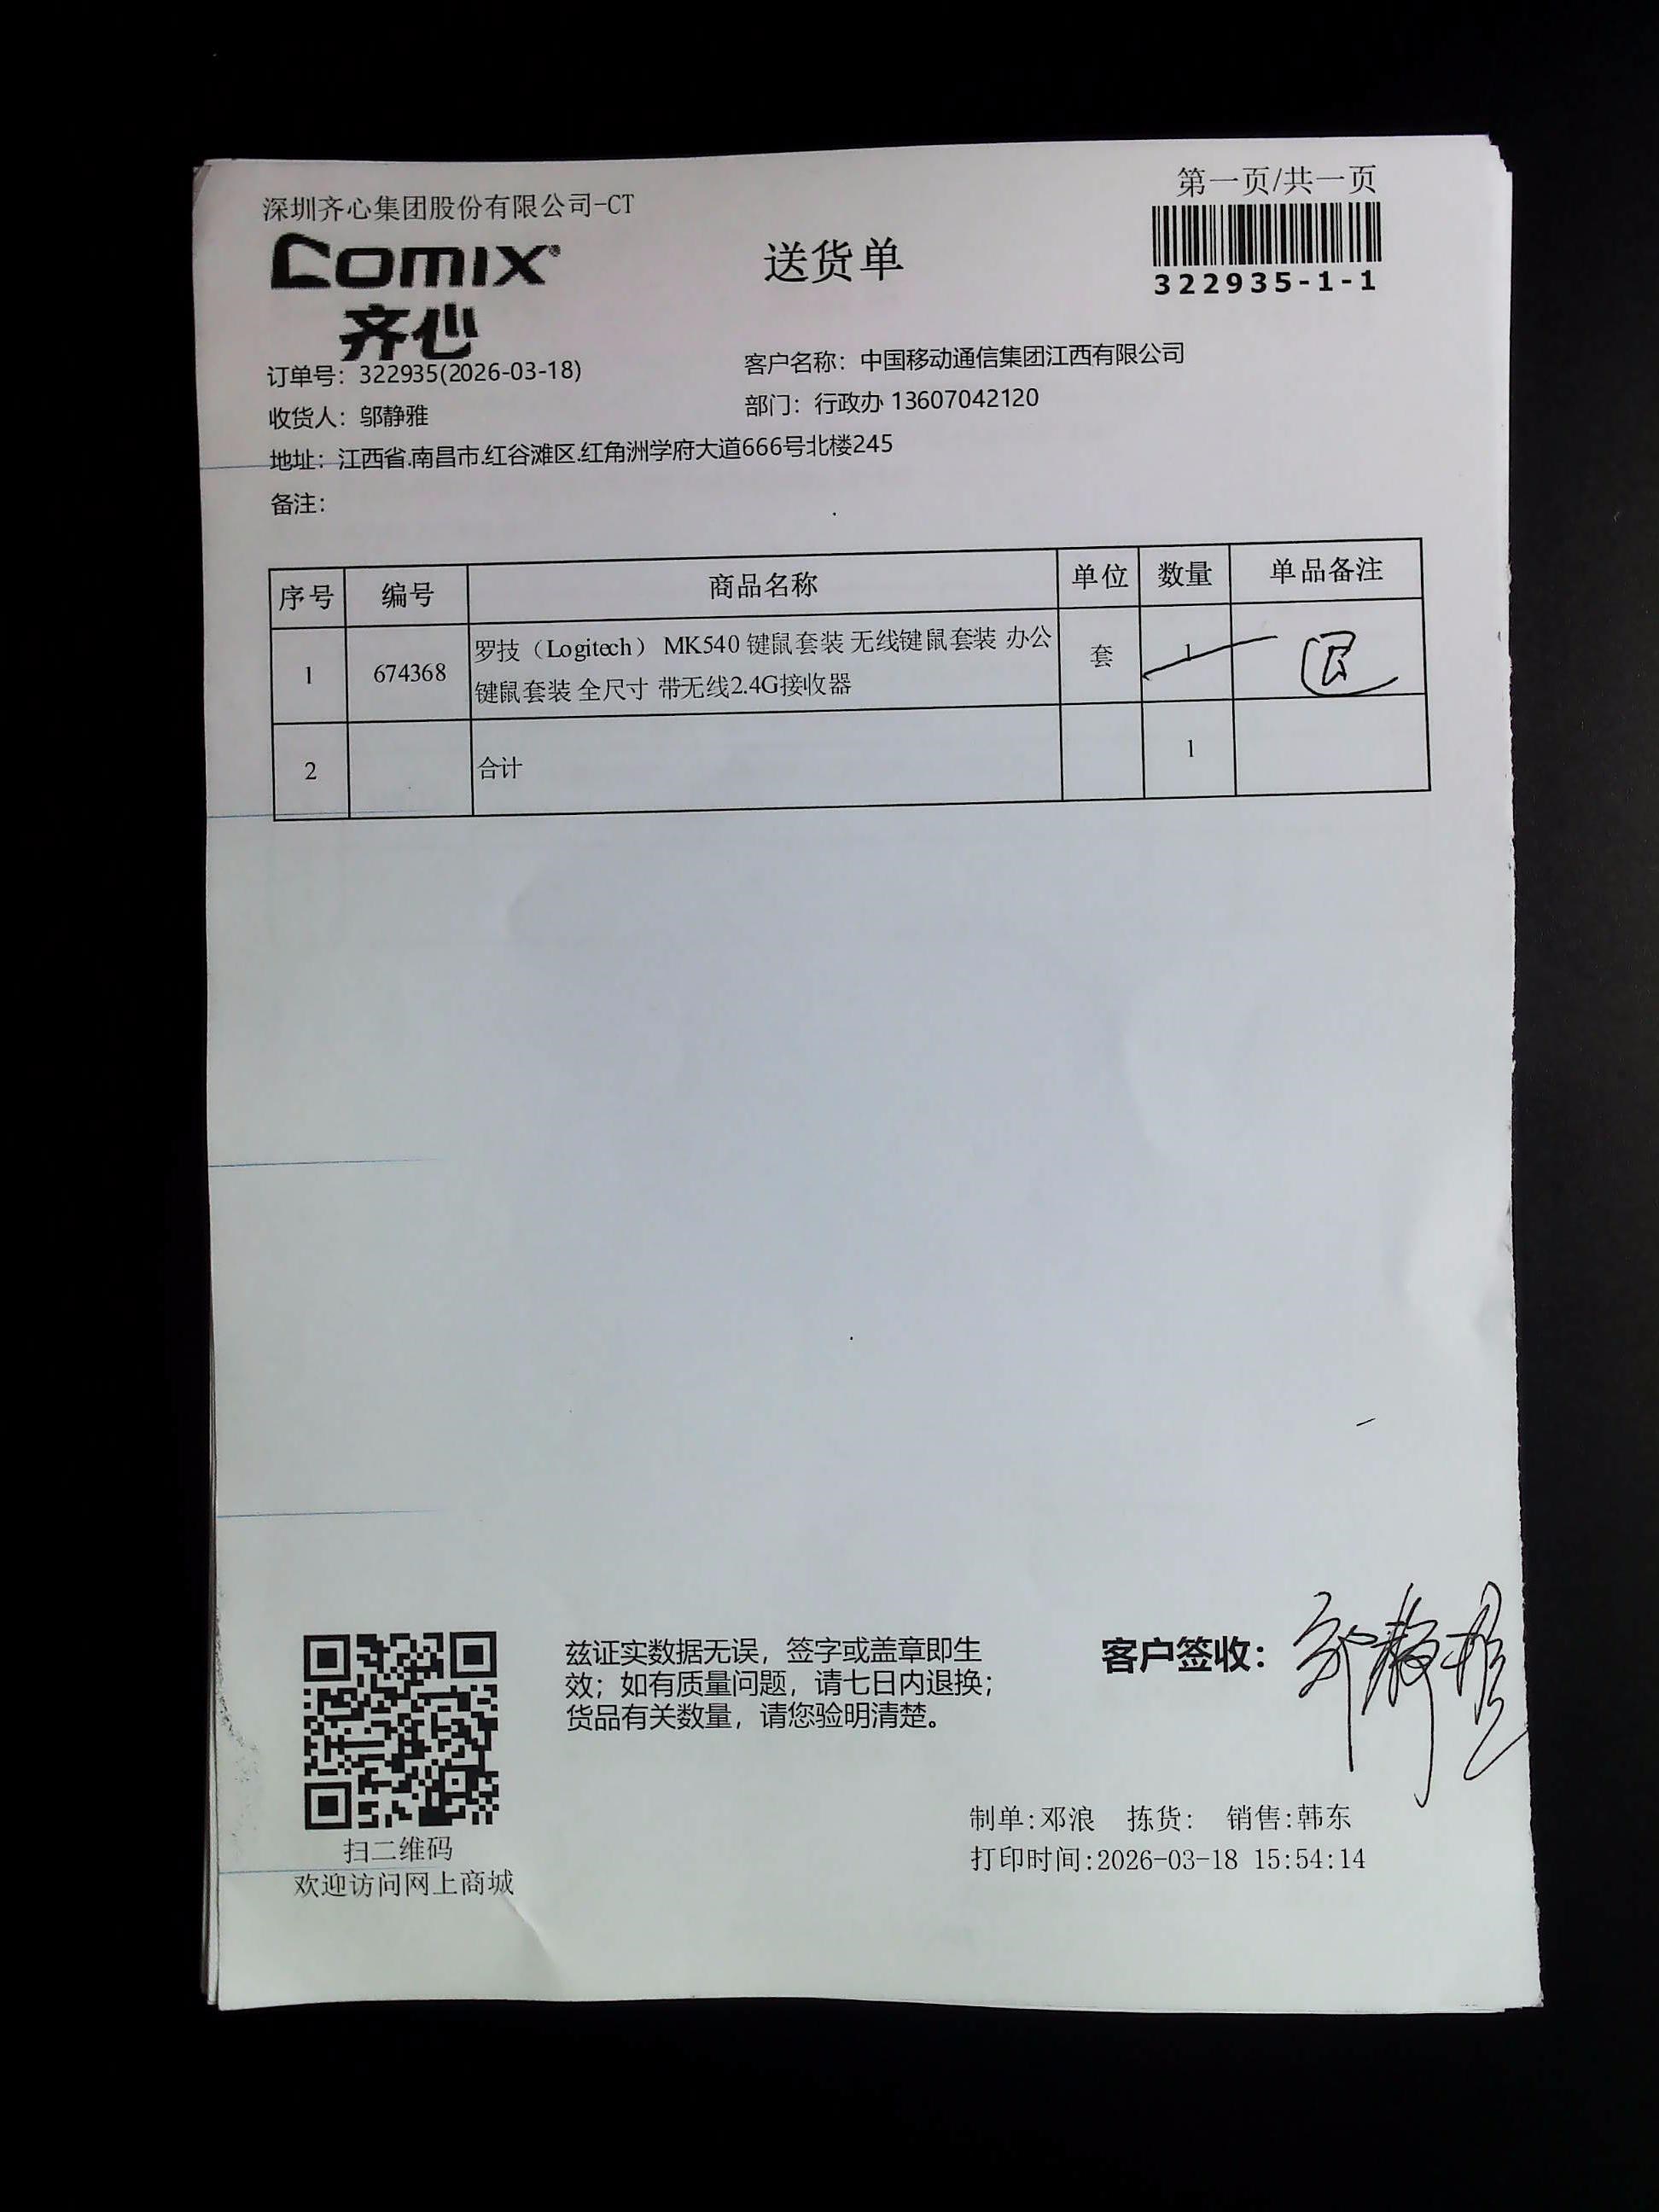 深圳齐心集团股份有限公司-CT
第一页/共一页
comix®
齐心
送货单
322935-1-1
订单号：322935(2026-03-18)
客户名称：中国移动通信集团江西有限公司
收货人：邬静雅
部门：行政办 13607042120
地址：江西省.南昌市.红谷滩区.红角洲学府大道666号北楼245
备注：
序号 编号 商品名称 单位 数量 单品备注
1 674368 罗技（Logitech） MK540 键鼠套装 无线键鼠套装 办公 套 1
键鼠套装 全尺寸 带无线2.4G接收器
2 合计 1
兹证实数据无误，签字或盖章即生
效；如有质量问题，请七日内退换；
货品有关数量，请您验明清楚。
客户签收：
扫二维码
欢迎访问网上商城
制单:邓浪 拣货: 销售:韩东
打印时间:2026-03-18 15:54:14